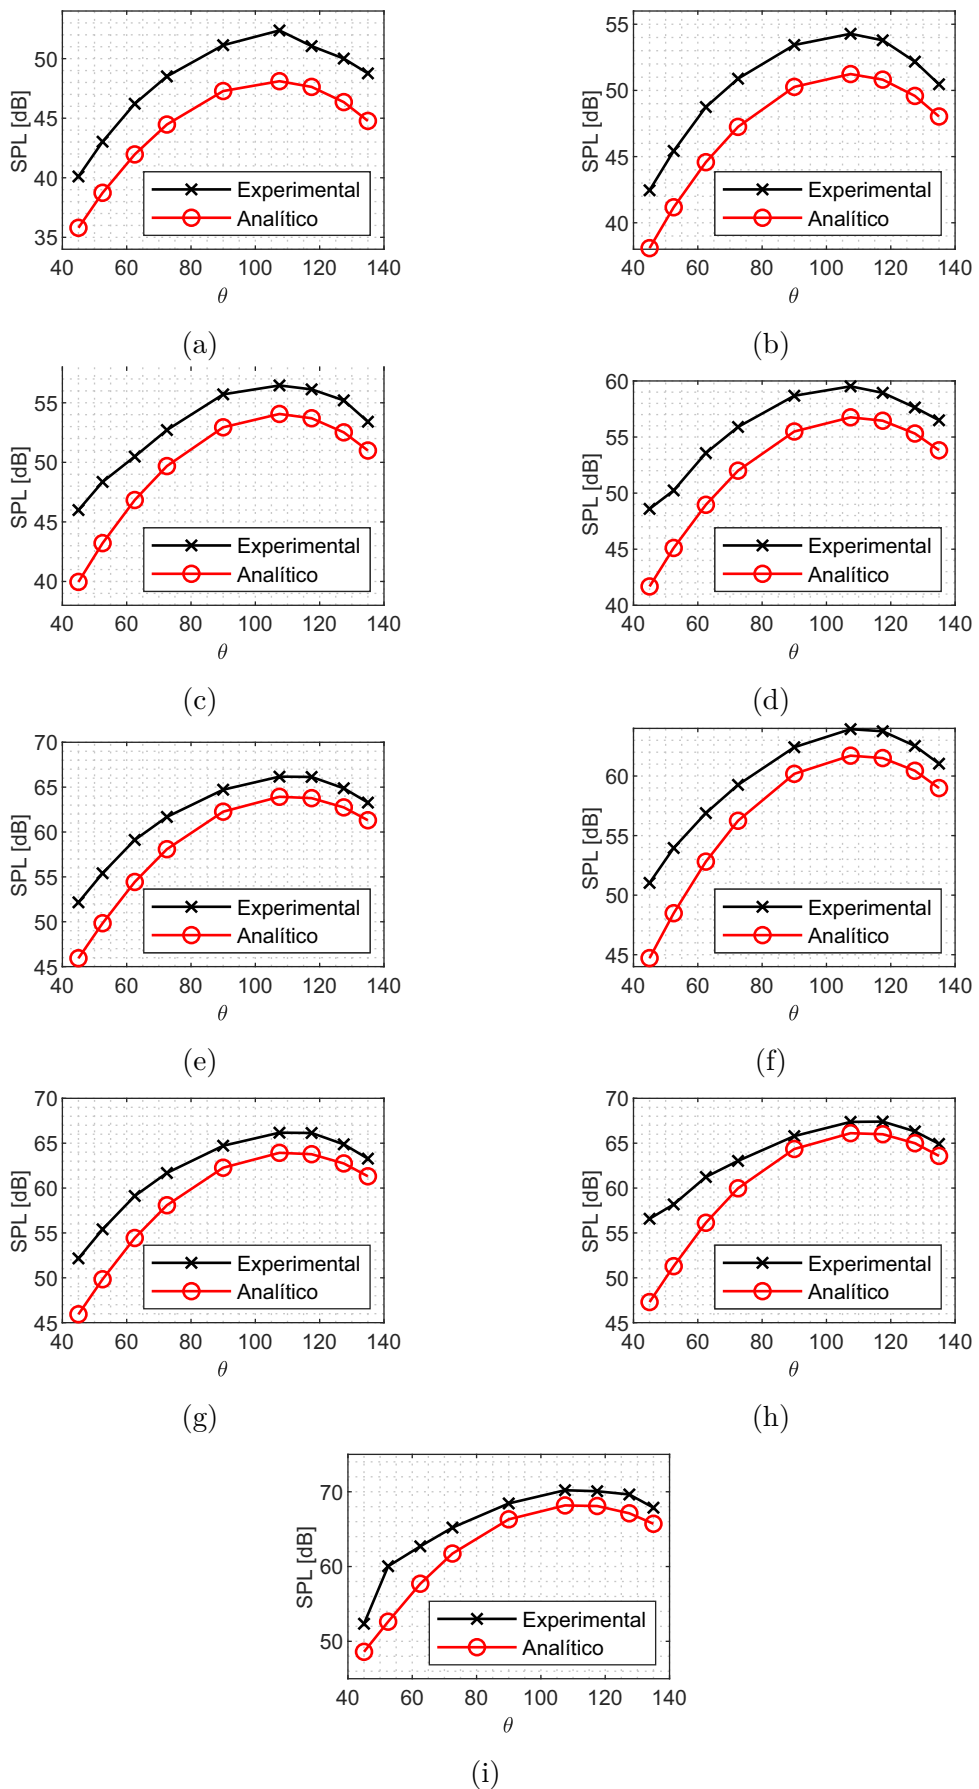 50
45
40
35
SPL [dB]
Experimental
Analítico
40 60 80 100 120 140
θ
(a)
55
50
45
40
SPL [dB]
Experimental
Analítico
40 60 80 100 120 140
θ
(b)
55
50
45
40
SPL [dB]
Experimental
Analítico
40 60 80 100 120 140
θ
(c)
60
55
50
45
40
SPL [dB]
Experimental
Analítico
40 60 80 100 120 140
θ
(d)
70
65
60
55
50
45
SPL [dB]
Experimental
Analítico
40 60 80 100 120 140
θ
(e)
60
55
50
45
SPL [dB]
Experimental
Analítico
40 60 80 100 120 140
θ
(f)
70
65
60
55
50
45
SPL [dB]
Experimental
Analítico
40 60 80 100 120 140
θ
(g)
70
65
60
55
50
45
SPL [dB]
Experimental
Analítico
40 60 80 100 120 140
θ
(h)
70
60
50
SPL [dB]
Experimental
Analítico
40 60 80 100 120 140
θ
(i)